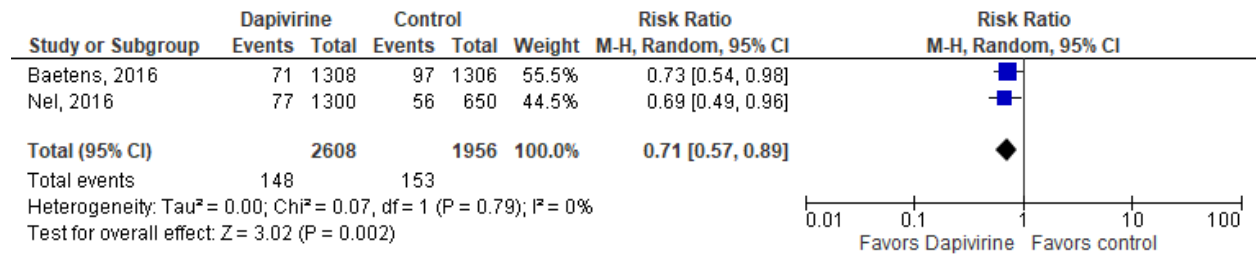 Dapivirine Control Risk Ratio Risk Ratio
Study or Subgroup Events Total Events Total Weight M-H, Random, 95% CI M-H, Random, 95% CI
Baetens, 2016 71 1308 97 1306 55.5% 0.73 [0.54, 0.98]
Nel, 2016 77 1300 56 650 44.5% 0.69 [0.49, 0.96]
Total (95% CI) 2608 1956 100.0% 0.71 [0.57, 0.89]
Total events 148 153
Heterogeneity: Tau² = 0.00; Chi² = 0.07, df = 1 (P = 0.79); I² = 0%
Test for overall effect: Z = 3.02 (P = 0.002)
0.01 0.1 1 10 100
Favors Dapivirine Favors control